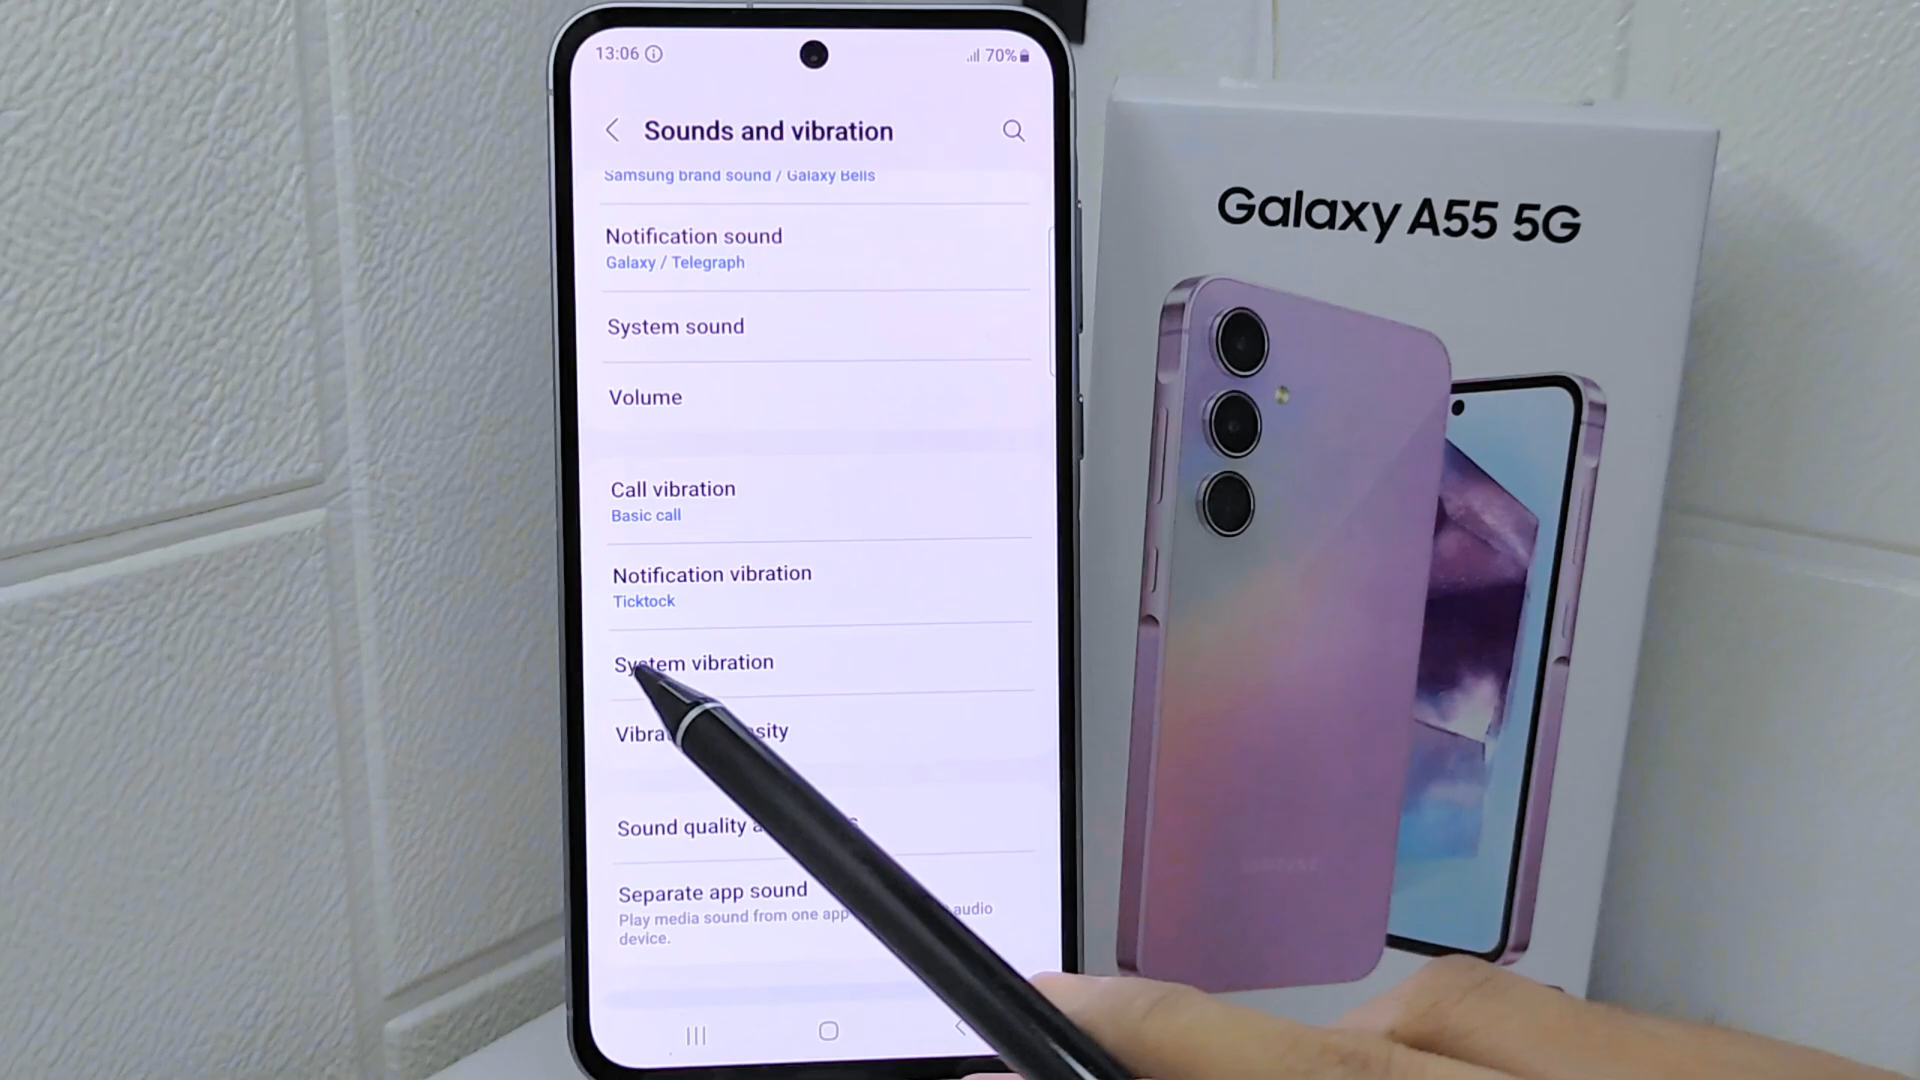 13:06
70%
Sounds and vibration
Samsung brand sound / Galaxy Bells
Notification sound
Galaxy / Telegraph
System sound
Volume
Call vibration
Basic call
Notification vibration
Ticktock
System vibration
Sound quality
Separate app sound
Play media sound from one app audio
device.
Galaxy A55 5G
SAMSUNG